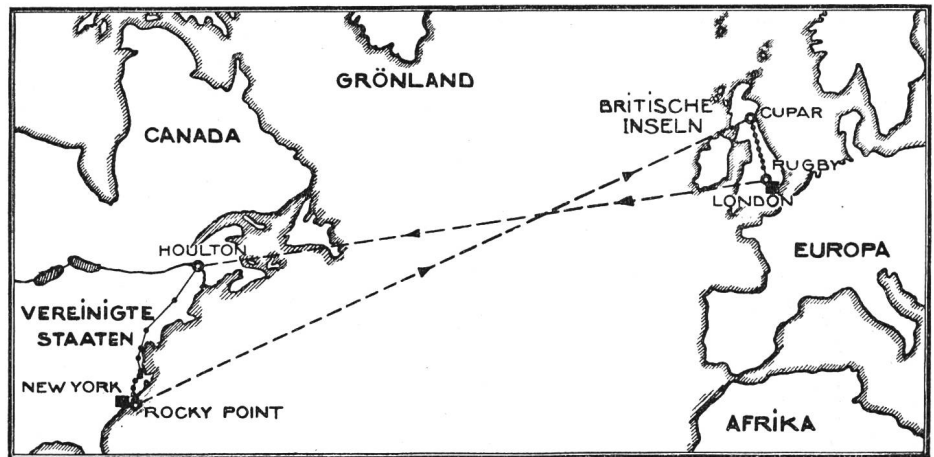 GRÖNLAND
CANADA
BRITISCHE
INSELN
CUPAR
RUGBY
LONDON
HOULTON
EUROPA
VEREINIGTE
STAATEN
NEW YORK
ROCKY POINT
AFRIKA